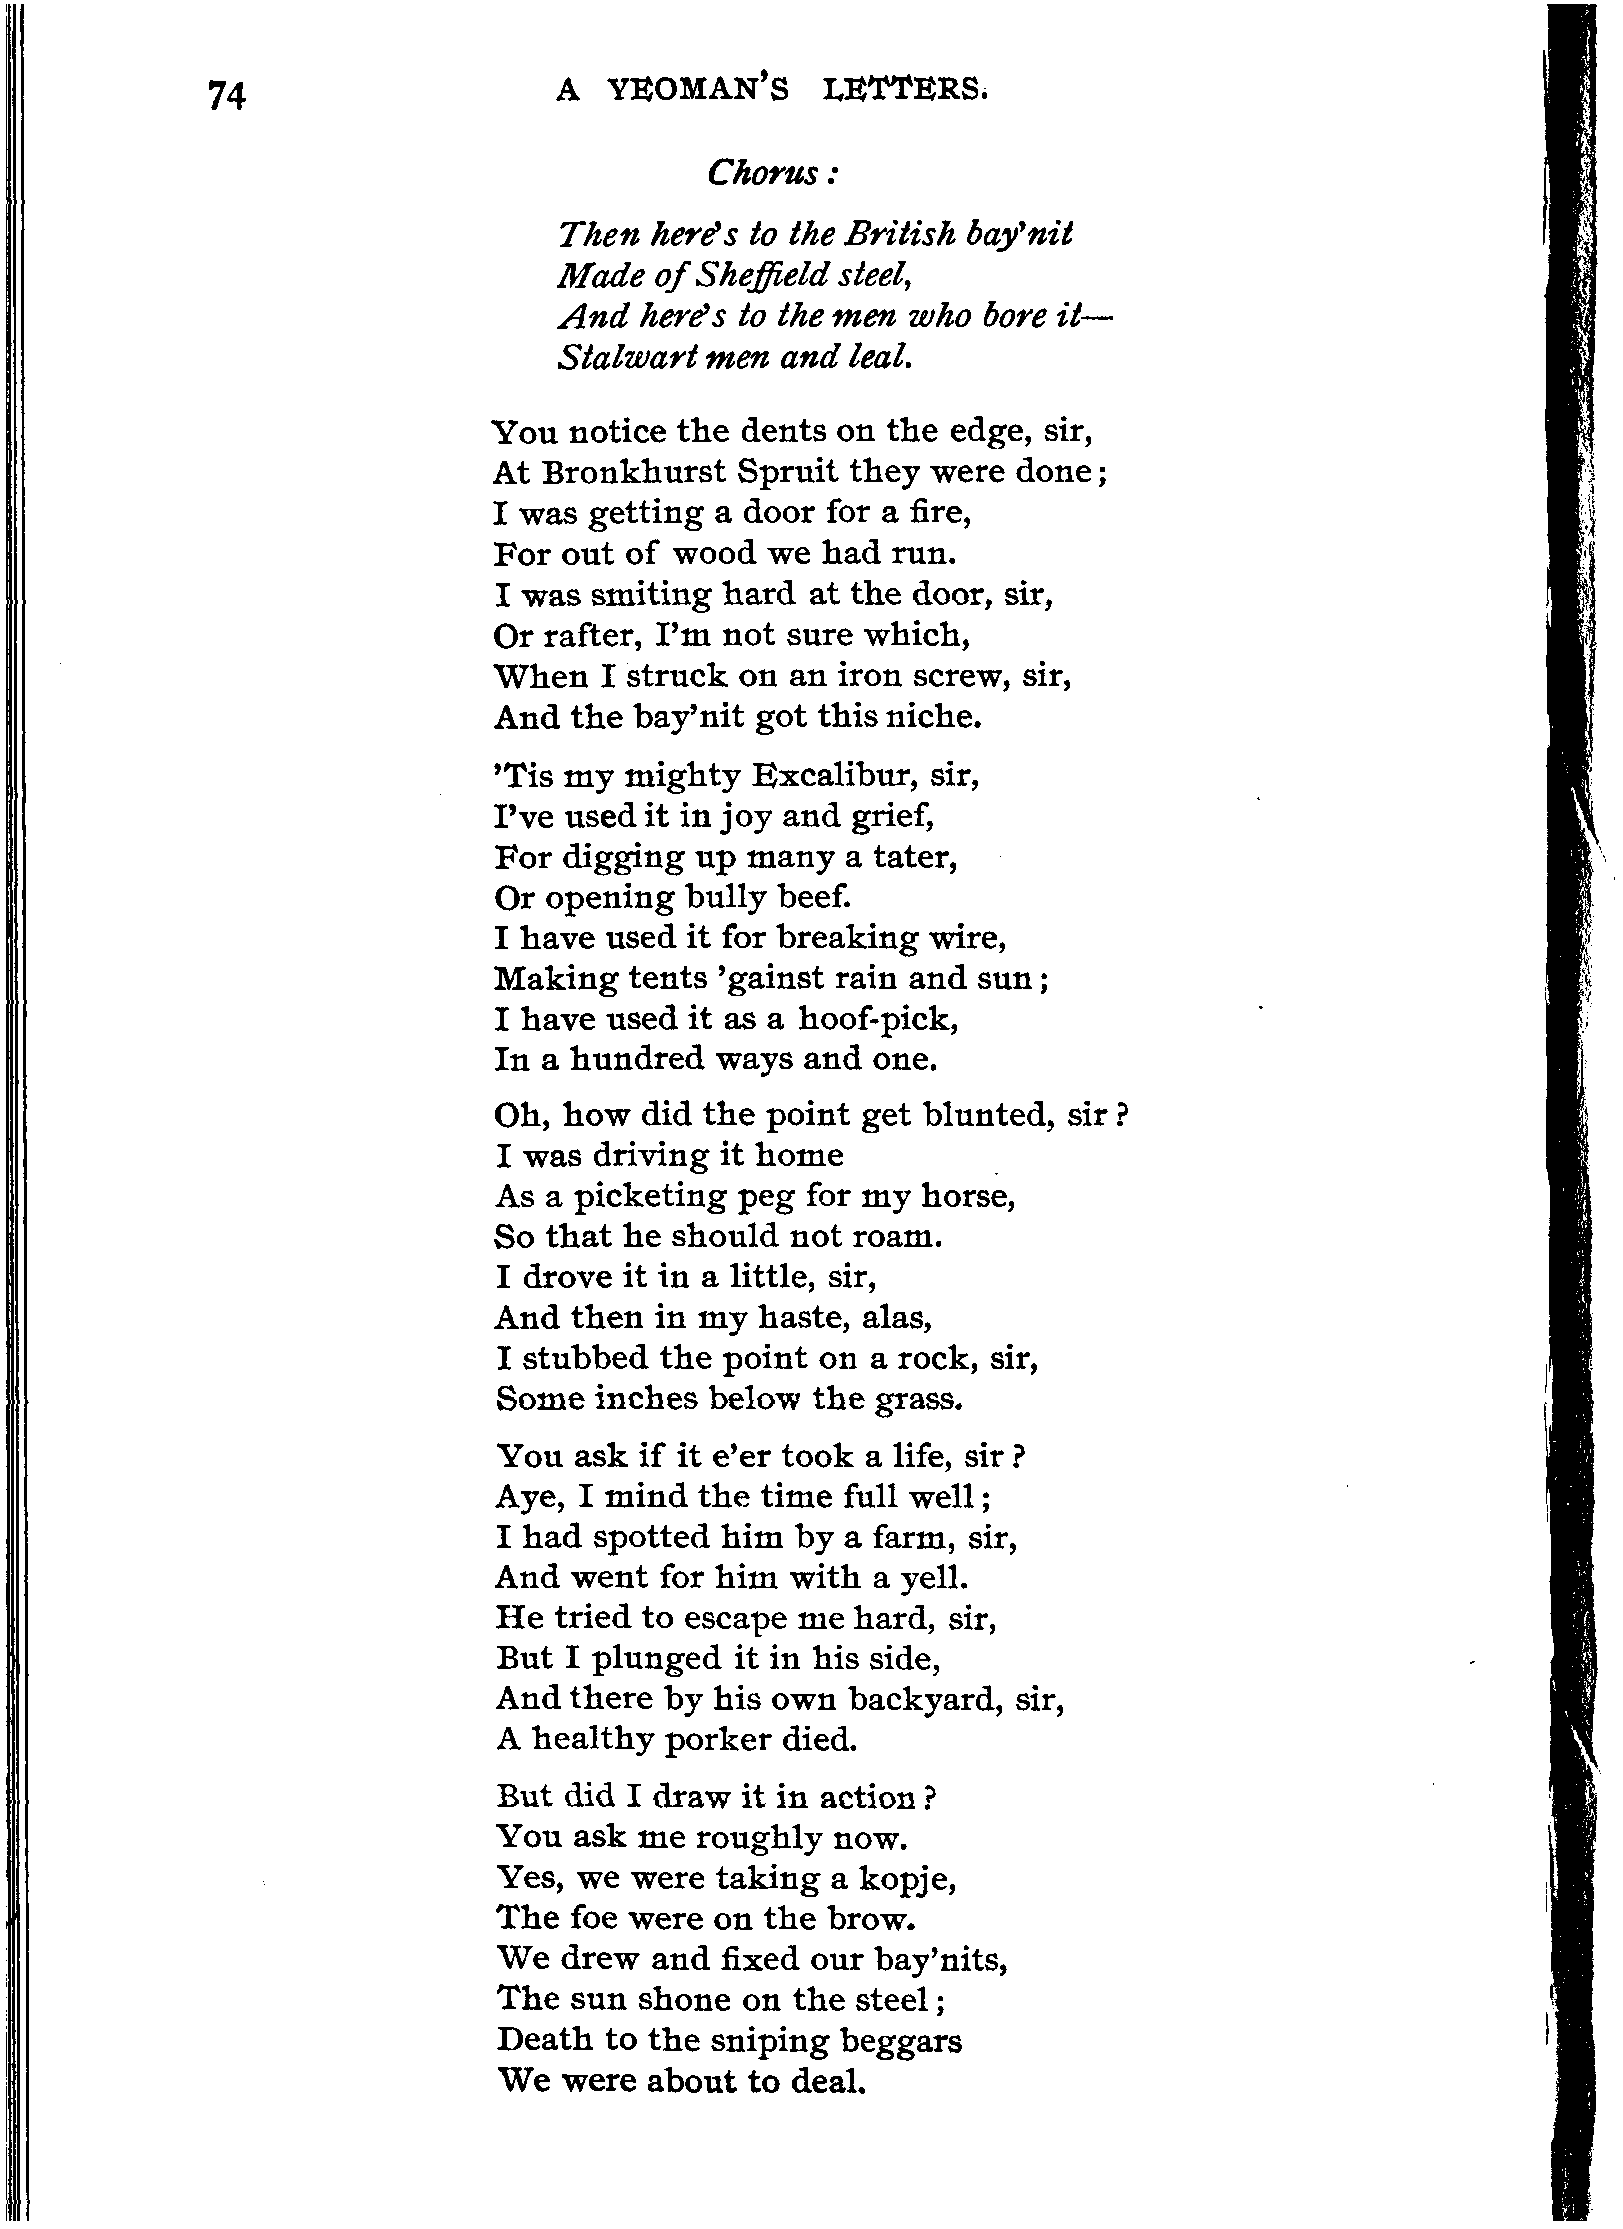 74 A YEOMAN'S LETTERS.
Chorus :
Then here's to the British bay'nit
Made of Sheffield steel,
And here's to the men who bore it—
Stalwart men and leal.
You notice the dents on the edge, sir,
At Bronkhurst Spruit they were done;
I was getting a door for a fire,
For out of wood we had run.
I was smiting hard at the door, sir,
Or rafter, I'm not sure which,
When I struck on an iron screw, sir,
And the bay'nit got this niche.
'Tis my mighty Excalibur, sir,
I've used it in joy and grief,
For digging up many a tater,
Or opening bully beef.
I have used it for breaking wire,
Making tents 'gainst rain and sun;
I have used it as a hoof-pick,
In a hundred ways and one.
Oh, how did the point get blunted, sir?
I was driving it home
As a picketing peg for my horse,
So that he should not roam.
I drove it in a little, sir,
And then in my haste, alas,
I stubbed the point on a rock, sir,
Some inches below the grass.
You ask if it e'er took a life, sir?
Aye, I mind the time full well;
I had spotted him by a farm, sir,
And went for him with a yell.
He tried to escape me hard, sir,
But I plunged it in his side,
And there by his own backyard, sir,
A healthy porker died.
But did I draw it in action?
You ask me roughly now.
Yes, we were taking a kopje,
The foe were on the brow.
We drew and fixed our bay'nits,
The sun shone on the steel;
Death to the sniping beggars
We were about to deal.